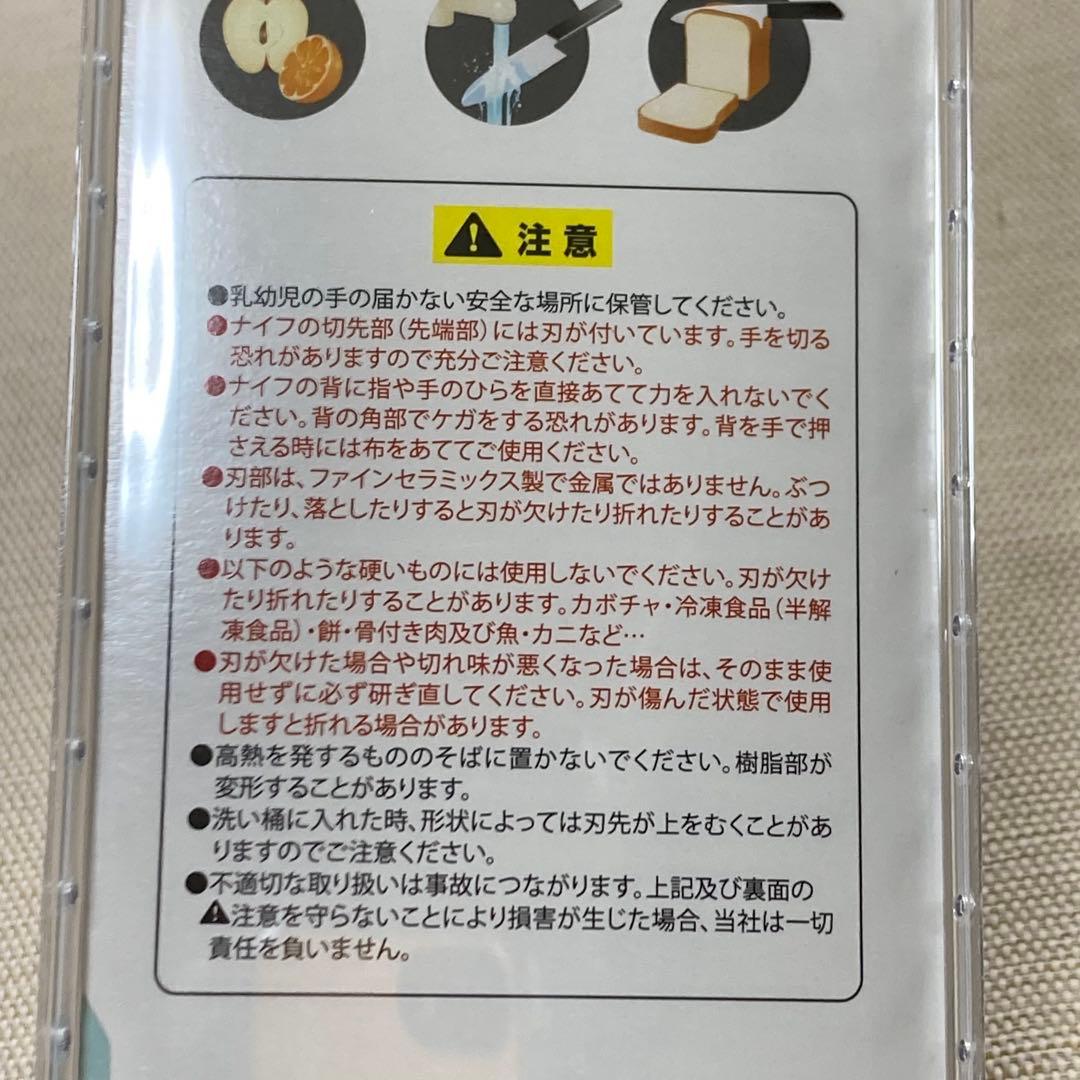 ⚠注意
●乳幼児の手の届かない安全な場所に保管してください。
●ナイフの切先部(先端部)には刃が付いています。手を切る
恐れがありますので充分ご注意ください。
●ナイフの背に指や手のひらを直接あてて力を入れないでく
ださい。背の角部でケガをする恐れがあります。背を手で押
さえる時には布をあててご使用ください。
●刃部は、ファインセラミックス製で金属ではありません。ぶつ
けたり、落としたりすると刃が欠けたり折れたりすることがあ
ります。
●以下のような硬いものには使用しないでください。刃が欠け
たり折れたりすることがあります。カボチャ・冷凍食品(半解
凍食品)・餅・骨付き肉及び魚・カニなど…
●刃が欠けた場合や切れ味が悪くなった場合は、そのまま使
用せずに必ず研ぎ直してください。刃が傷んだ状態で使用
しますと折れる場合があります。
●高熱を発するもののそばに置かないでください。樹脂部が
変形することがあります。
●洗い桶に入れた時、形状によっては刃先が上をむくことがあ
りますのでご注意ください。
●不適切な取り扱いは事故につながります。上記及び裏面の
⚠注意を守らないことにより損害が生じた場合、当社は一切
責任を負いません。